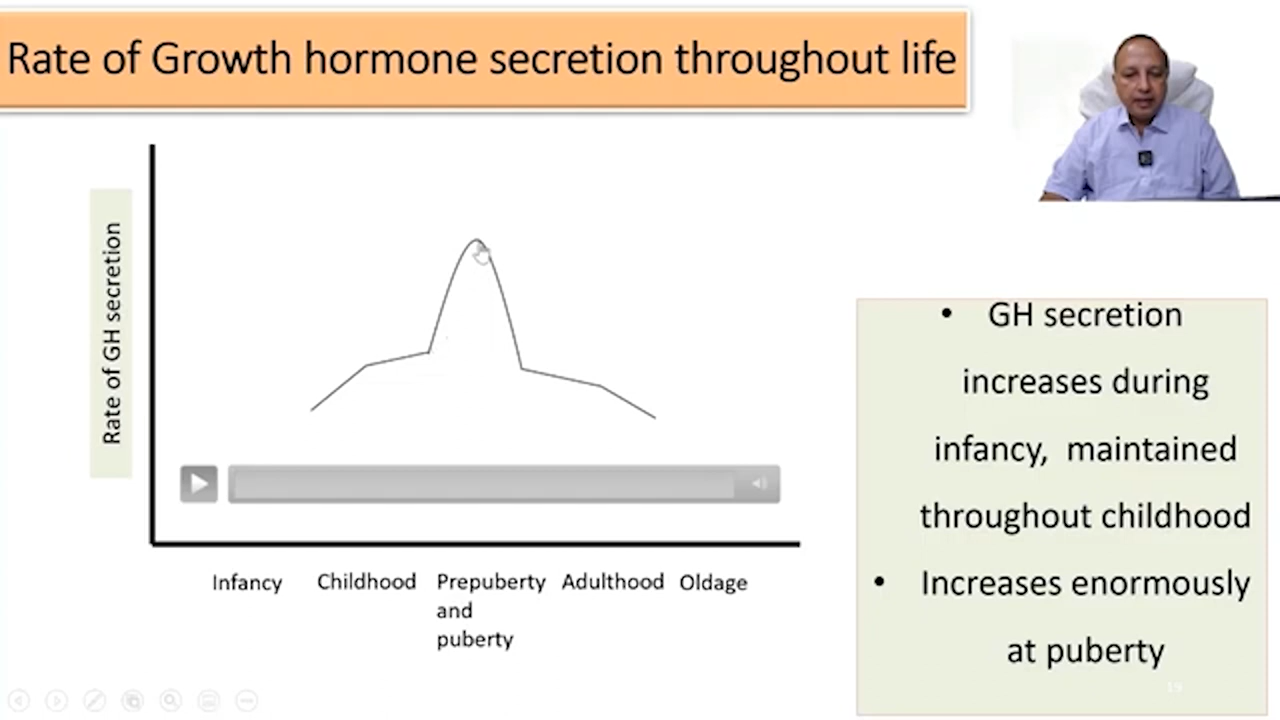 Rate of Growth hormone secretion throughout life
Rate of GH secretion
• GH secretion
increases during
infancy, maintained
throughout childhood
• Increases enormously
at puberty
Infancy Childhood Prepuberty Adulthood Oldage
and
puberty
19